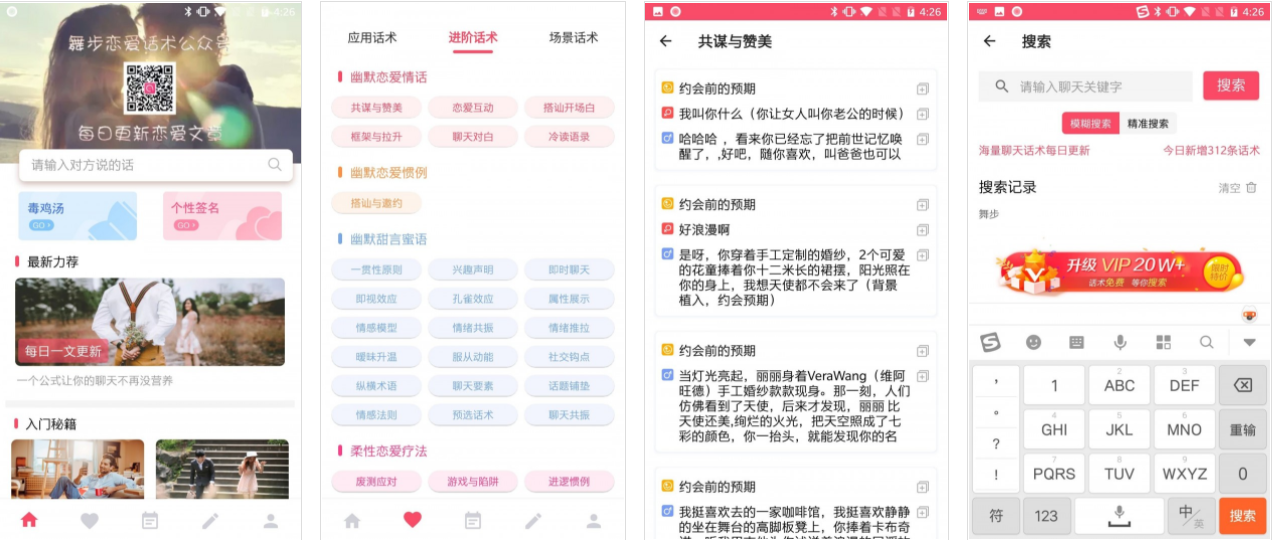 4:26
舞步恋爱话术公众号
每日更新恋爱文章
请输入对方说的话
毒鸡汤
GO >
个性签名
GO >
最新力荐
每日一文更新
一个公式让你的聊天不再没营养
入门秘籍
应用话术
进阶话术
场景话术
幽默恋爱情话
共谋与赞美
恋爱互动
搭讪开场白
框架与拉升
聊天对白
冷读语录
幽默恋爱惯例
搭讪与邀约
幽默甜言蜜语
一贯性原则
兴趣声明
即时聊天
即视效应
孔雀效应
属性展示
情感模型
情绪共振
情绪推拉
暧昧升温
服从动能
社交钩点
纵横术语
聊天要素
话题铺垫
情感法则
预选话术
聊天共振
柔性恋爱疗法
废测应对
游戏与陷阱
进逻惯例
4:26
共谋与赞美
约会前的预期
我叫你什么（你让女人叫你老公的时候）
哈哈哈 ，看来你已经忘了把前世记忆唤
醒了，,好吧，随你喜欢，叫爸爸也可以
约会前的预期
好浪漫啊
是呀，你穿着手工定制的婚纱，2个可爱
的花童捧着你十二米长的裙摆，阳光照在
你的身上，我想天使都不会来了（背景
植入，约会预期）
约会前的预期
当灯光亮起，丽丽身着VeraWang（维阿
旺德）手工婚纱款款现身。那一刻，人们
仿佛看到了天使，后来才发现，丽丽 比
天使还美,绚烂的火光，把天空照成了七
彩的颜色，你一抬头，就能发现你的名
约会前的预期
我挺喜欢去的一家咖啡馆，我挺喜欢静静
的坐在舞台的高脚板凳上，你捧着卡布奇
4:26
搜索
请输入聊天关键字
搜索
模糊搜索
精准搜索
海量聊天话术每日更新
今日新增312条话术
搜索记录
清空
舞步
升级 VIP 20W+
话术免费 等你搜索
限时
特价
，
1
2
ABC
3
DEF
。
4
GHI
5
JKL
6
MNO
重输
？
！
7
PQRS
8
TUV
9
WXYZ
0
符
123
中/英
搜索